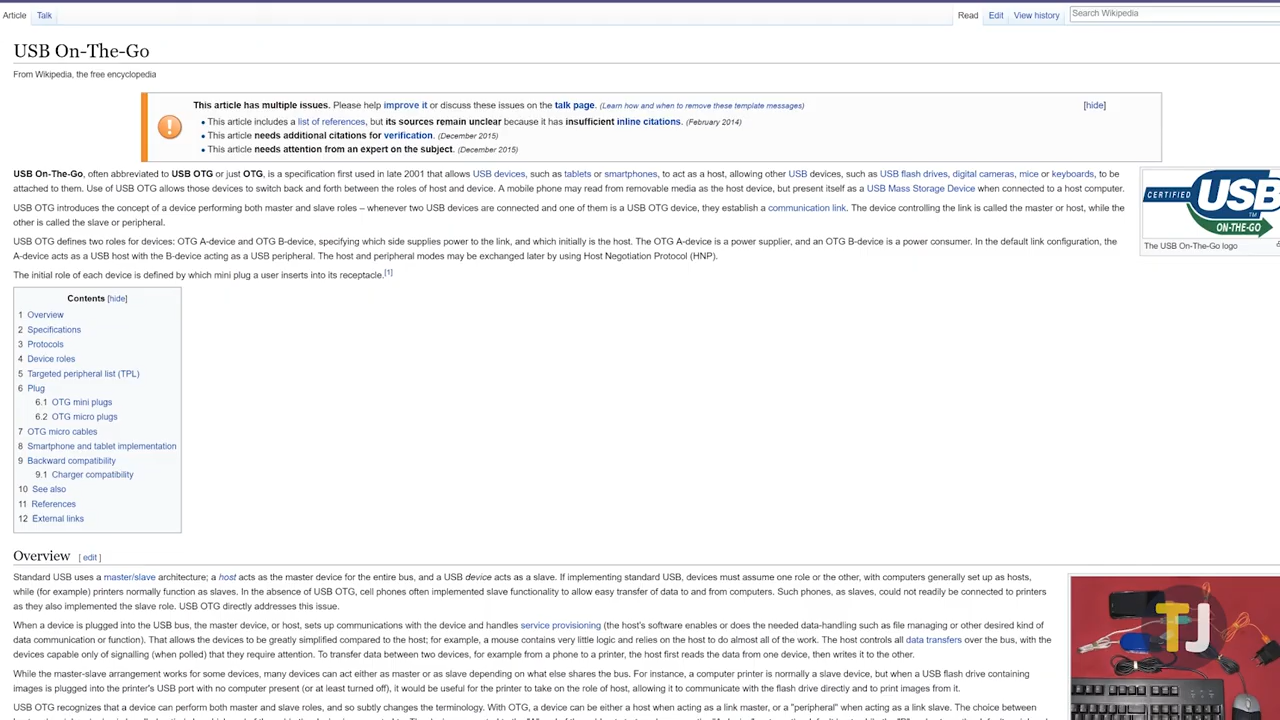 Article Talk Read Edit View history Search Wikipedia
USB On-The-Go
From Wikipedia, the free encyclopedia
This article has multiple issues. Please help improve it or discuss these issues on the talk page. (Learn how and when to remove these template messages) [hide]
• This article includes a list of references, but its sources remain unclear because it has insufficient inline citations. (February 2014)
• This article needs additional citations for verification. (December 2015)
• This article needs attention from an expert on the subject. (December 2015)
USB On-The-Go, often abbreviated to USB OTG or just OTG, is a specification first used in late 2001 that allows USB devices, such as tablets or smartphones, to act as a host, allowing other USB devices, such as USB flash drives, digital cameras, mice or keyboards, to be
attached to them. Use of USB OTG allows those devices to switch back and forth between the roles of host and device. A mobile phone may read from removable media as the host device, but present itself as a USB Mass Storage Device when connected to a host computer.
USB OTG introduces the concept of a device performing both master and slave roles – whenever two USB devices are connected and one of them is a USB OTG device, they establish a communication link. The device controlling the link is called the master or host, while the
other is called the slave or peripheral.
USB OTG defines two roles for devices: OTG A-device and OTG B-device, specifying which side supplies power to the link, and which initially is the host. The OTG A-device is a power supplier, and an OTG B-device is a power consumer. In the default link configuration, the
A-device acts as a USB host with the B-device acting as a USB peripheral. The host and peripheral modes may be exchanged later by using Host Negotiation Protocol (HNP).
The initial role of each device is defined by which mini plug a user inserts into its receptacle.[1]
CERTIFIED USB TM
ON-THE-GO
The USB On-The-Go logo
Contents [hide]
1 Overview
2 Specifications
3 Protocols
4 Device roles
5 Targeted peripheral list (TPL)
6 Plug
6.1 OTG mini plugs
6.2 OTG micro plugs
7 OTG micro cables
8 Smartphone and tablet implementation
9 Backward compatibility
9.1 Charger compatibility
10 See also
11 References
12 External links
Overview [ edit ]
Standard USB uses a master/slave architecture; a host acts as the master device for the entire bus, and a USB device acts as a slave. If implementing standard USB, devices must assume one role or the other, with computers generally set up as hosts,
while (for example) printers normally function as slaves. In the absence of USB OTG, cell phones often implemented slave functionality to allow easy transfer of data to and from computers. Such phones, as slaves, could not readily be connected to printers
as they also implemented the slave role. USB OTG directly addresses this issue.
When a device is plugged into the USB bus, the master device, or host, sets up communications with the device and handles service provisioning (the host's software enables or does the needed data-handling such as file managing or other desired kind of
data communication or function). That allows the devices to be greatly simplified compared to the host; for example, a mouse contains very little logic and relies on the host to do almost all of the work. The host controls all data transfers over the bus, with the
devices capable only of signalling (when polled) that they require attention. To transfer data between two devices, for example from a phone to a printer, the host first reads the data from one device, then writes it to the other.
While the master-slave arrangement works for some devices, many devices can act either as master or as slave depending on what else shares the bus. For instance, a computer printer is normally a slave device, but when a USB flash drive containing
images is plugged into the printer's USB port with no computer present (or at least turned off), it would be useful for the printer to take on the role of host, allowing it to communicate with the flash drive directly and to print images from it.
USB OTG recognizes that a device can perform both master and slave roles, and so subtly changes the terminology. With OTG, a device can be either a host when acting as a link master, or a "peripheral" when acting as a link slave. The choice between
TJ